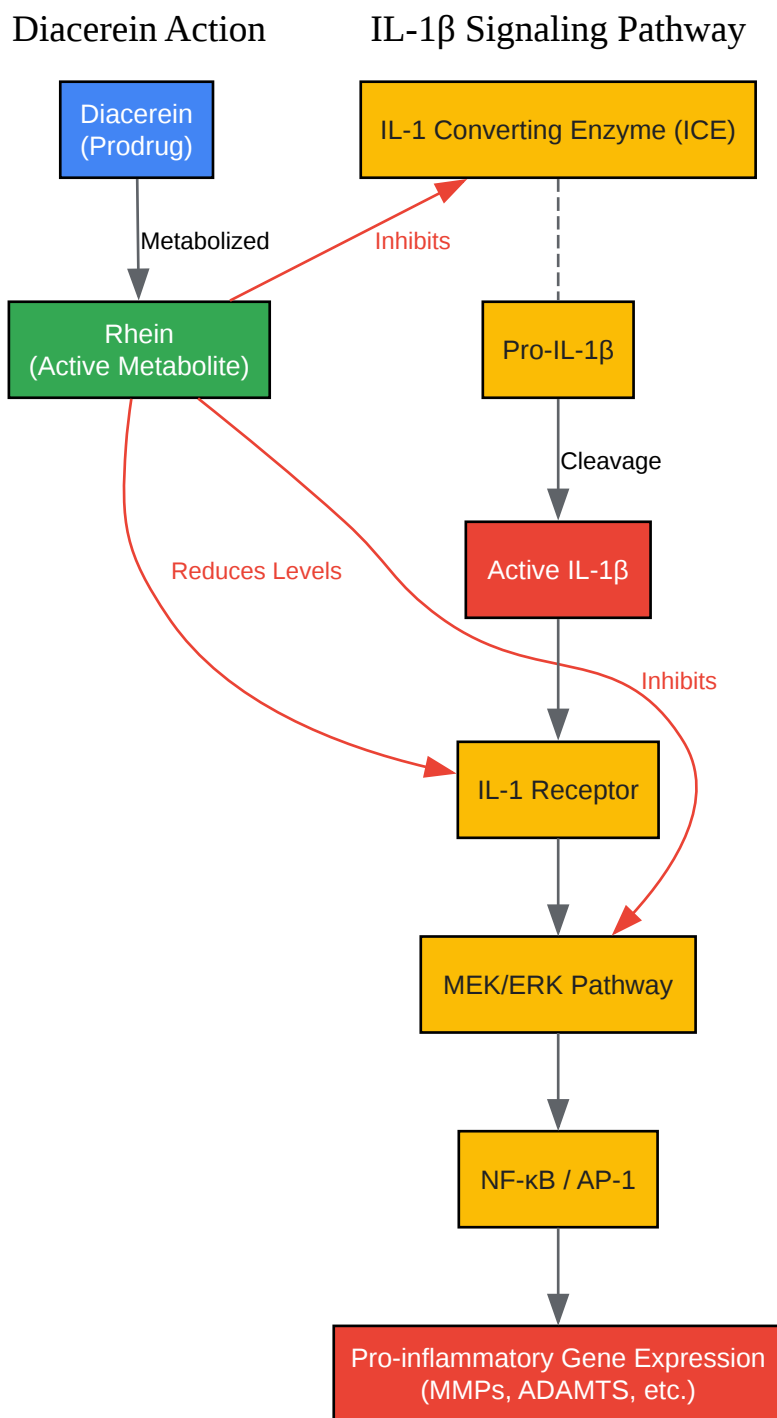 Diacerein Action
IL-1β Signaling Pathway
Diacerein
(Prodrug)
IL-1 Converting Enzyme (ICE)
Metabolized
Inhibits
Rhein
(Active Metabolite)
Pro-IL-1β
Cleavage
Active IL-1β
Reduces Levels
Inhibits
IL-1 Receptor
MEK/ERK Pathway
NF-κB / AP-1
Pro-inflammatory Gene Expression
(MMPs, ADAMTS, etc.)